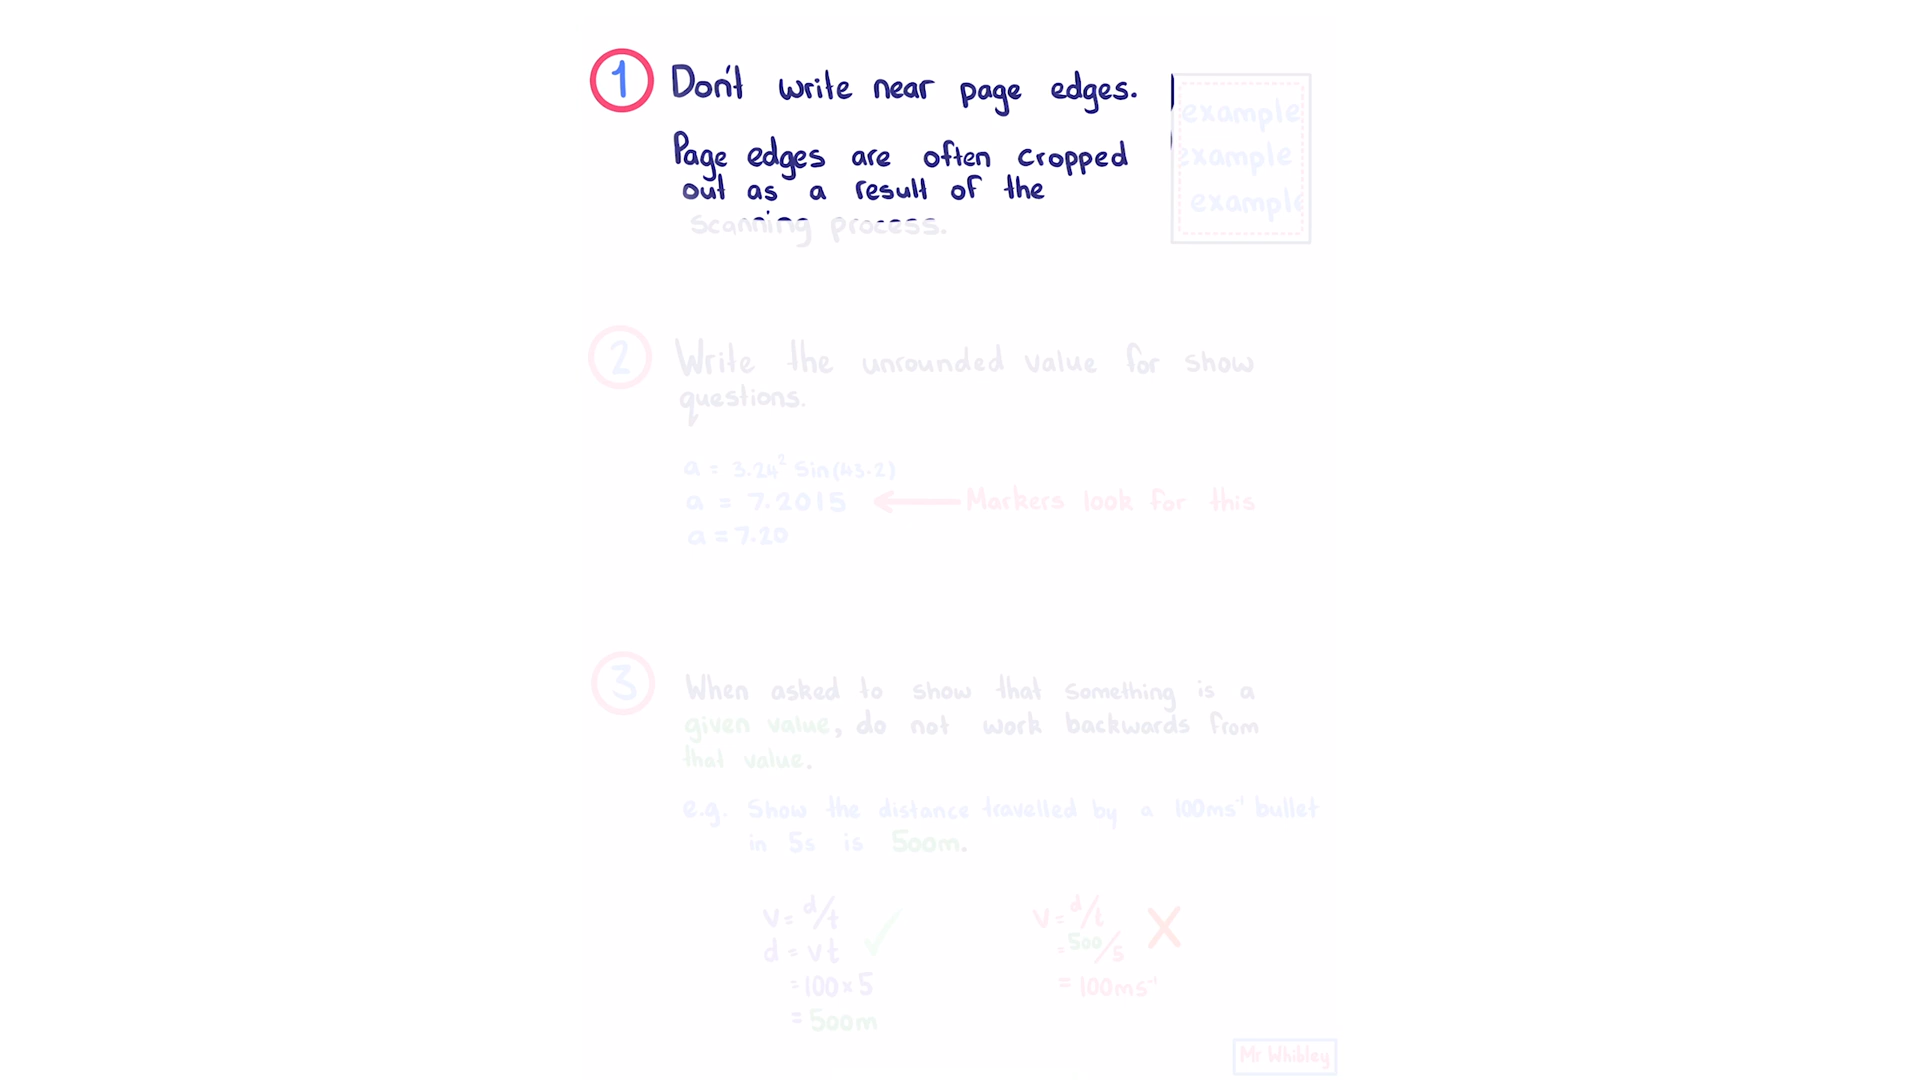 1 Don't write near page edges.
Page edges are often cropped
out as a result of the
scanning process.
example
example
example
2 Write the unrounded value for show
questions.
a = 3.24² sin(43.2)
a = 7.2015 ← Markers look for this
a = 7.20
3 When asked to show that something is a
given value, do not work backwards from
that value.
e.g. Show the distance travelled by a 100ms⁻¹ bullet
in 5s is 500m.
v = d/t
d = vt
= 100 × 5
= 500m
v = d/t
= 500/5
= 100ms⁻¹
Mr Whibley